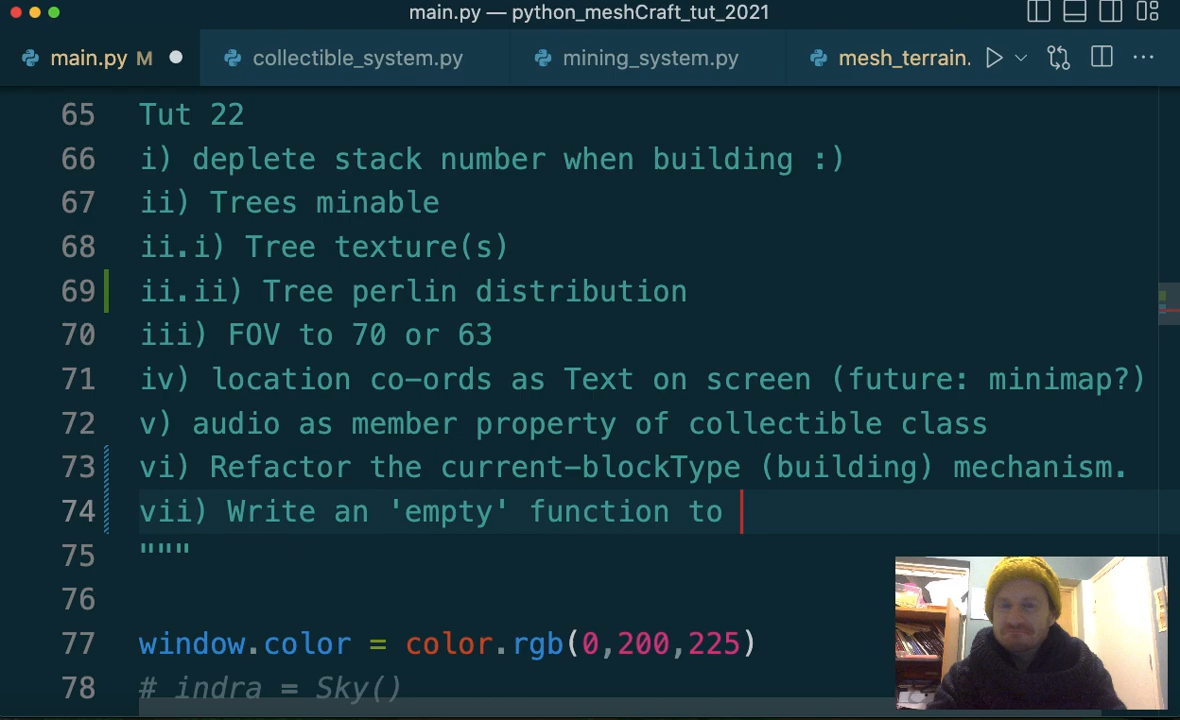 main.py — python_meshCraft_tut_2021
main.py M collectible_system.py mining_system.py mesh_terrain.
65 Tut 22
66 i) deplete stack number when building :)
67 ii) Trees minable
68 ii.i) Tree texture(s)
69 ii.ii) Tree perlin distribution
70 iii) FOV to 70 or 63
71 iv) location co-ords as Text on screen (future: minimap?)
72 v) audio as member property of collectible class
73 vi) Refactor the current-blockType (building) mechanism.
74 vii) Write an 'empty' function to
75 """
76
77 window.color = color.rgb(0,200,225)
78 # indra = Sky()